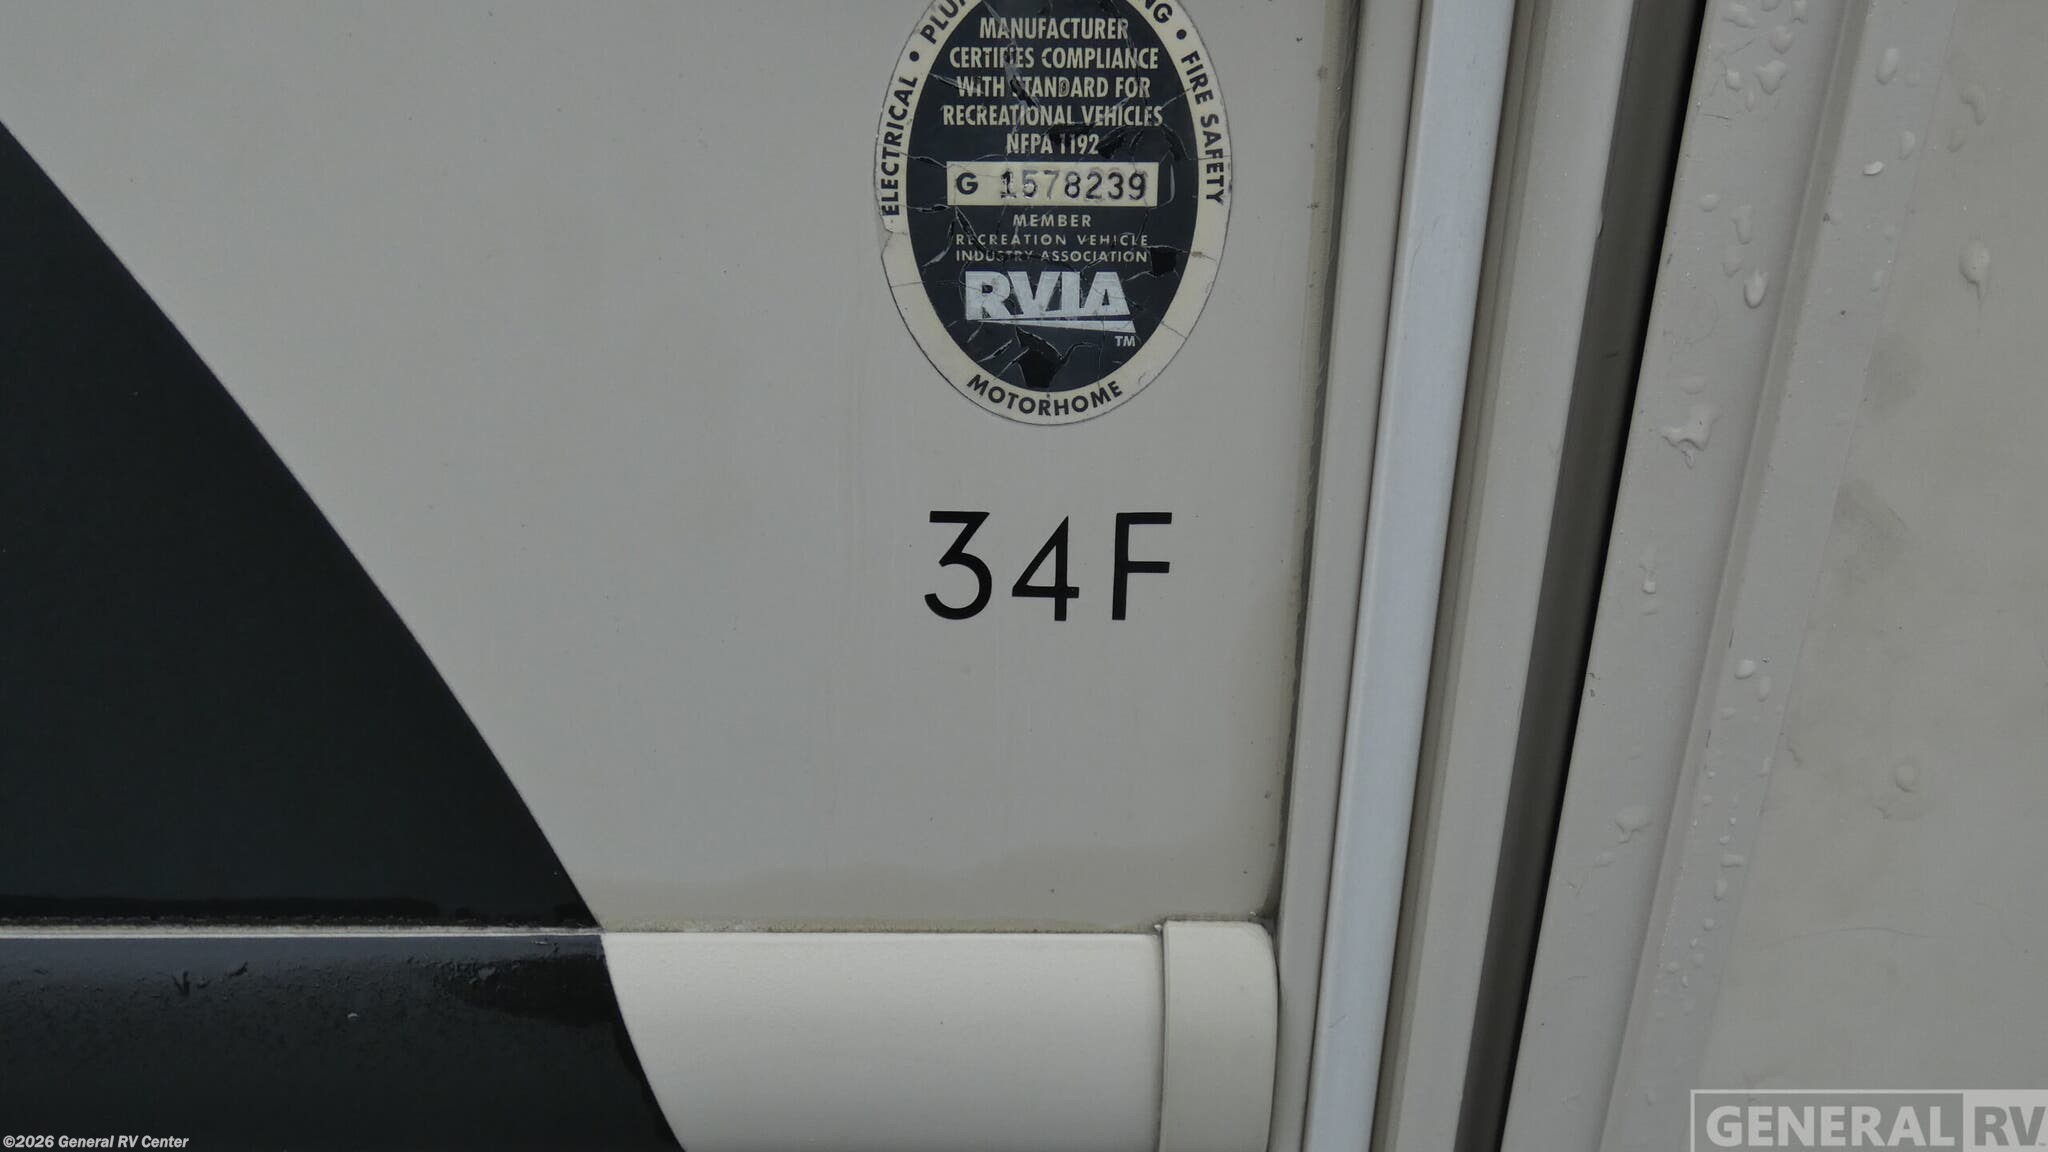 ELECTRICAL •
• FIRE SAFETY
MANUFACTURER
CERTIFIES COMPLIANCE
WITH STANDARD FOR
RECREATIONAL VEHICLES
NFPA 1192
G 1578239
MEMBER
RECREATION VEHICLE
INDUSTRY ASSOCIATION
RVIA
TM
MOTORHOME
34F
©2026 General RV Center
GENERAL RV